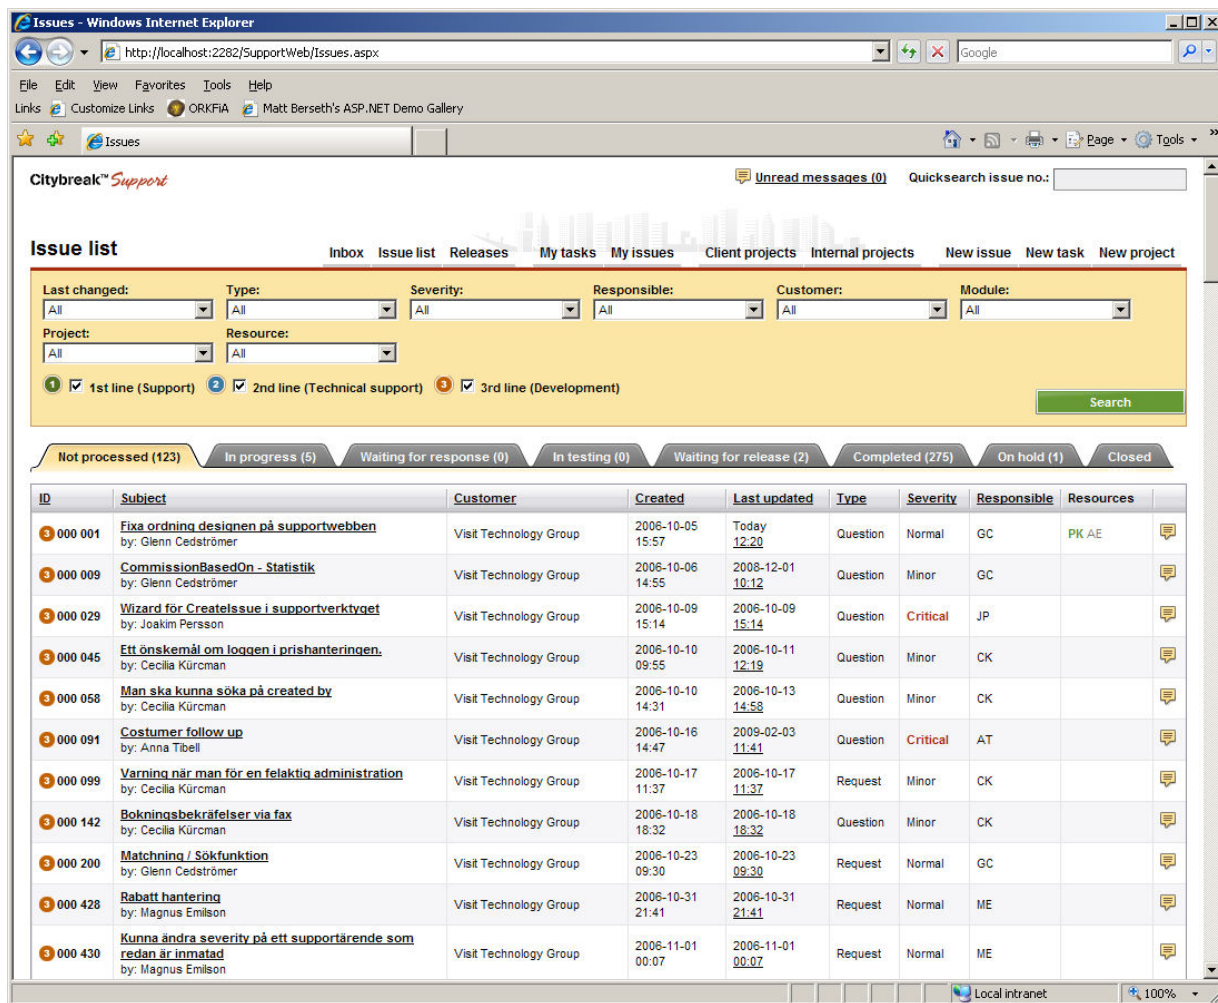 Issues - Windows Internet Explorer
http://localhost:2282/SupportWeb/Issues.aspx Google
File Edit View Favorites Tools Help
Links Customize Links ORKFiA Matt Berseth's ASP.NET Demo Gallery
Issues Page Tools »
Citybreak™ Support Unread messages (0) Quicksearch issue no.:
Issue list Inbox Issue list Releases My tasks My issues Client projects Internal projects New issue New task New project
Last changed: Type: Severity: Responsible: Customer: Module:
All All All All All All
Project: Resource:
All All
1 1st line (Support) 2 2nd line (Technical support) 3 3rd line (Development)
Search
Not processed (123) In progress (5) Waiting for response (0) In testing (0) Waiting for release (2) Completed (275) On hold (1) Closed
ID Subject Customer Created Last updated Type Severity Responsible Resources
3 000 001 Fixa ordning designen på supportwebben Visit Technology Group 2006-10-05 Today Question Normal GC PK AE
by: Glenn Cedströmer 15:57 12:20
3 000 009 CommissionBasedOn - Statistik Visit Technology Group 2006-10-06 2008-12-01 Question Minor GC
by: Glenn Cedströmer 14:55 10:12
3 000 029 Wizard för CreateIssue i supportverktyget Visit Technology Group 2006-10-09 2006-10-09 Question Critical JP
by: Joakim Persson 15:14 15:14
3 000 045 Ett önskemål om loggen i prishanteringen. Visit Technology Group 2006-10-10 2006-10-11 Question Minor CK
by: Cecilia Kürcman 09:55 12:19
3 000 058 Man ska kunna söka på created by Visit Technology Group 2006-10-10 2006-10-13 Question Minor CK
by: Cecilia Kürcman 14:31 14:58
3 000 091 Costumer follow up Visit Technology Group 2006-10-16 2009-02-03 Question Critical AT
by: Anna Tibell 14:47 11:41
3 000 099 Varning när man för en felaktig administration Visit Technology Group 2006-10-17 2006-10-17 Request Minor CK
by: Cecilia Kürcman 11:37 11:37
3 000 142 Bokningsbekräfelser via fax Visit Technology Group 2006-10-18 2006-10-18 Question Minor CK
by: Cecilia Kürcman 18:32 18:32
3 000 200 Matchning / Sökfunktion Visit Technology Group 2006-10-23 2006-10-23 Request Normal GC
by: Glenn Cedströmer 09:30 09:30
3 000 428 Rabatt hantering Visit Technology Group 2006-10-31 2006-10-31 Request Normal ME
by: Magnus Emilson 21:41 21:41
3 000 430 Kunna ändra severity på ett supportärende som Visit Technology Group 2006-11-01 2006-11-01 Request Normal ME
redan är inmatad 00:07 00:07
by: Magnus Emilson
Local intranet 100%